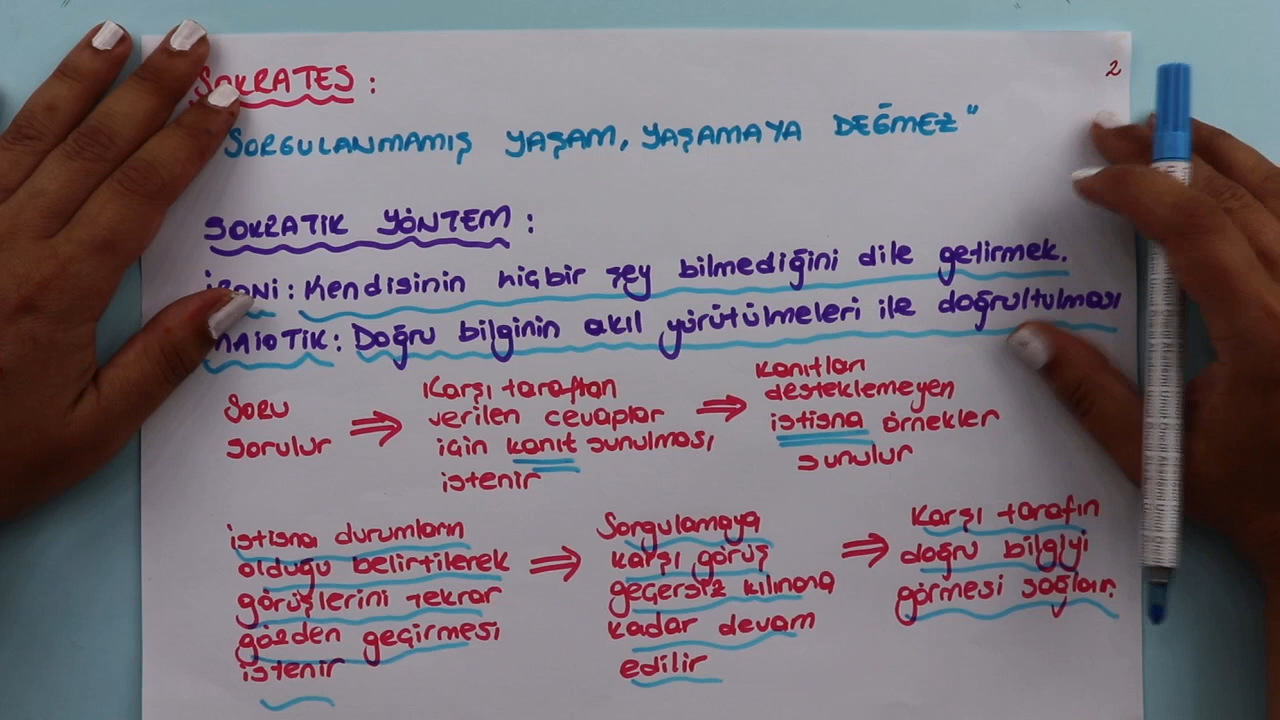 2
SOKRATES :
SORGULANMAMIŞ YAŞAM, YAŞAMAYA DEĞMEZ"
SOKRATİK YÖNTEM :
İRONİ : Kendisinin hiçbir şey bilmediğini dile getirmek.
MAIOTİK : Doğru bilginin akıl yürütülmeleri ile doğrultulması
Soru
sorulur
⇒
Karşı taraftan
verilen cevaplar
için kanıt sunulması
istenir
⇒
Kanıtları
desteklemeyen
istisna örnekler
sunulur
İstisna durumların
olduğu belirtilerek
görüşlerini tekrar
gözden geçirmesi
istenir
⇒
Sorgulamaya
karşı görüş
geçersiz kılınana
kadar devam
edilir
⇒
Karşı tarafın
doğru bilgiyi
görmesi sağlanır.